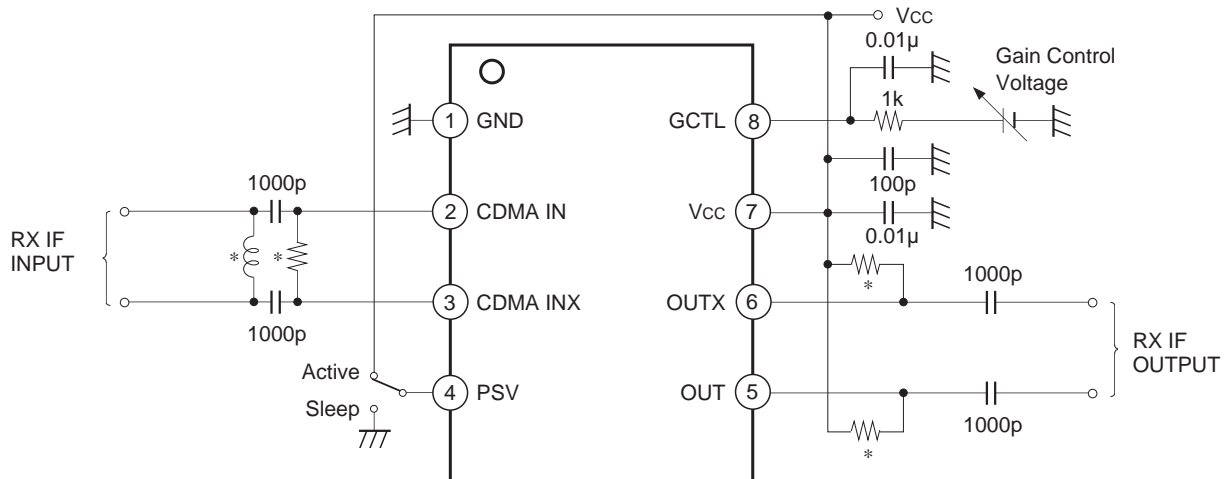 VCC
0.01µ
Gain Control
Voltage
1k
1 GND
GCTL 8
100p
1000p
2 CDMA IN
VCC 7
0.01µ
RX IF
INPUT
* *
*
1000p
3 CDMA INX
OUTX 6
1000p
RX IF
OUTPUT
Active
4 PSV
OUT 5
Sleep
1000p
*